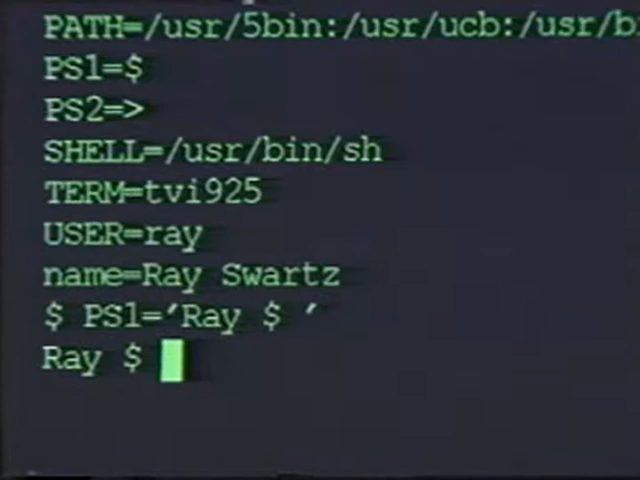 PATH=/usr/5bin:/usr/ucb:/usr/b
PS1=$
PS2=>
SHELL=/usr/bin/sh
TERM=tvi925
USER=ray
name=Ray Swartz
$ PS1='Ray $ '
Ray $